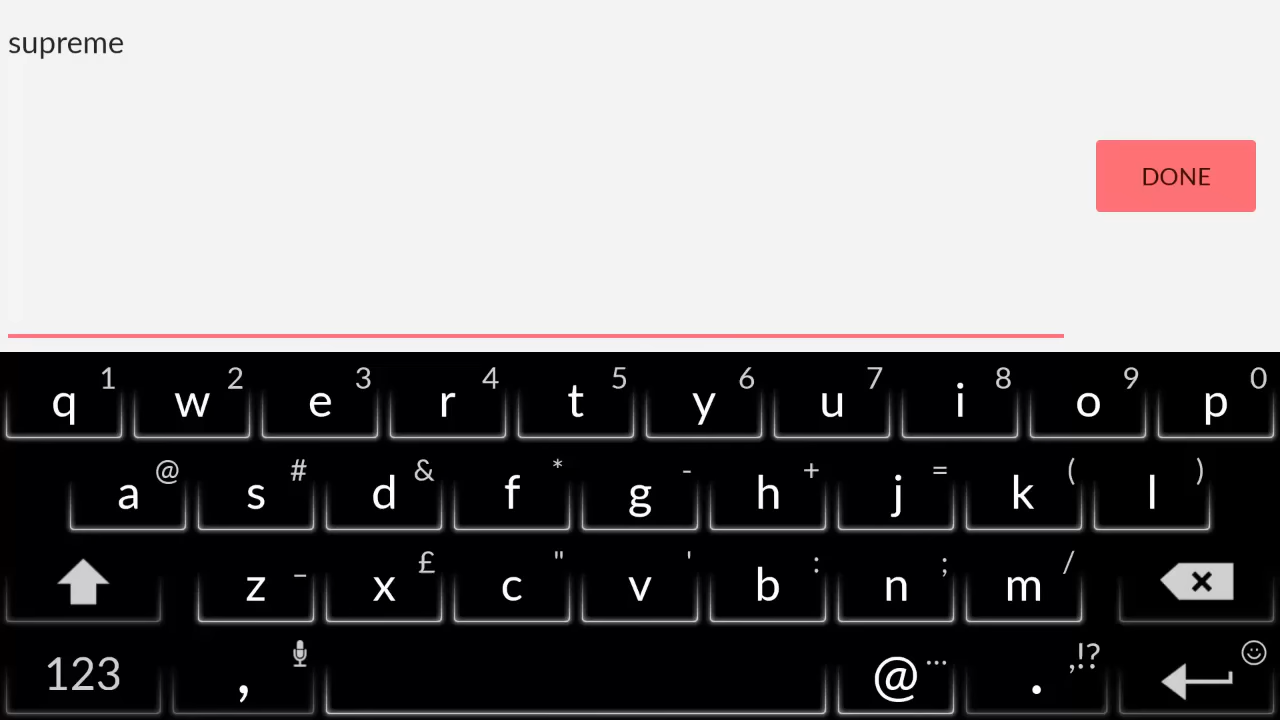 supreme
DONE
q 1 w 2 e 3 r 4 t 5 y 6 u 7 i 8 o 9 p 0
a @ s # d & f * g - h + j = k ( l )
z _ x £ c " v ' b : n ; m /
123 , @ ... . ,!?